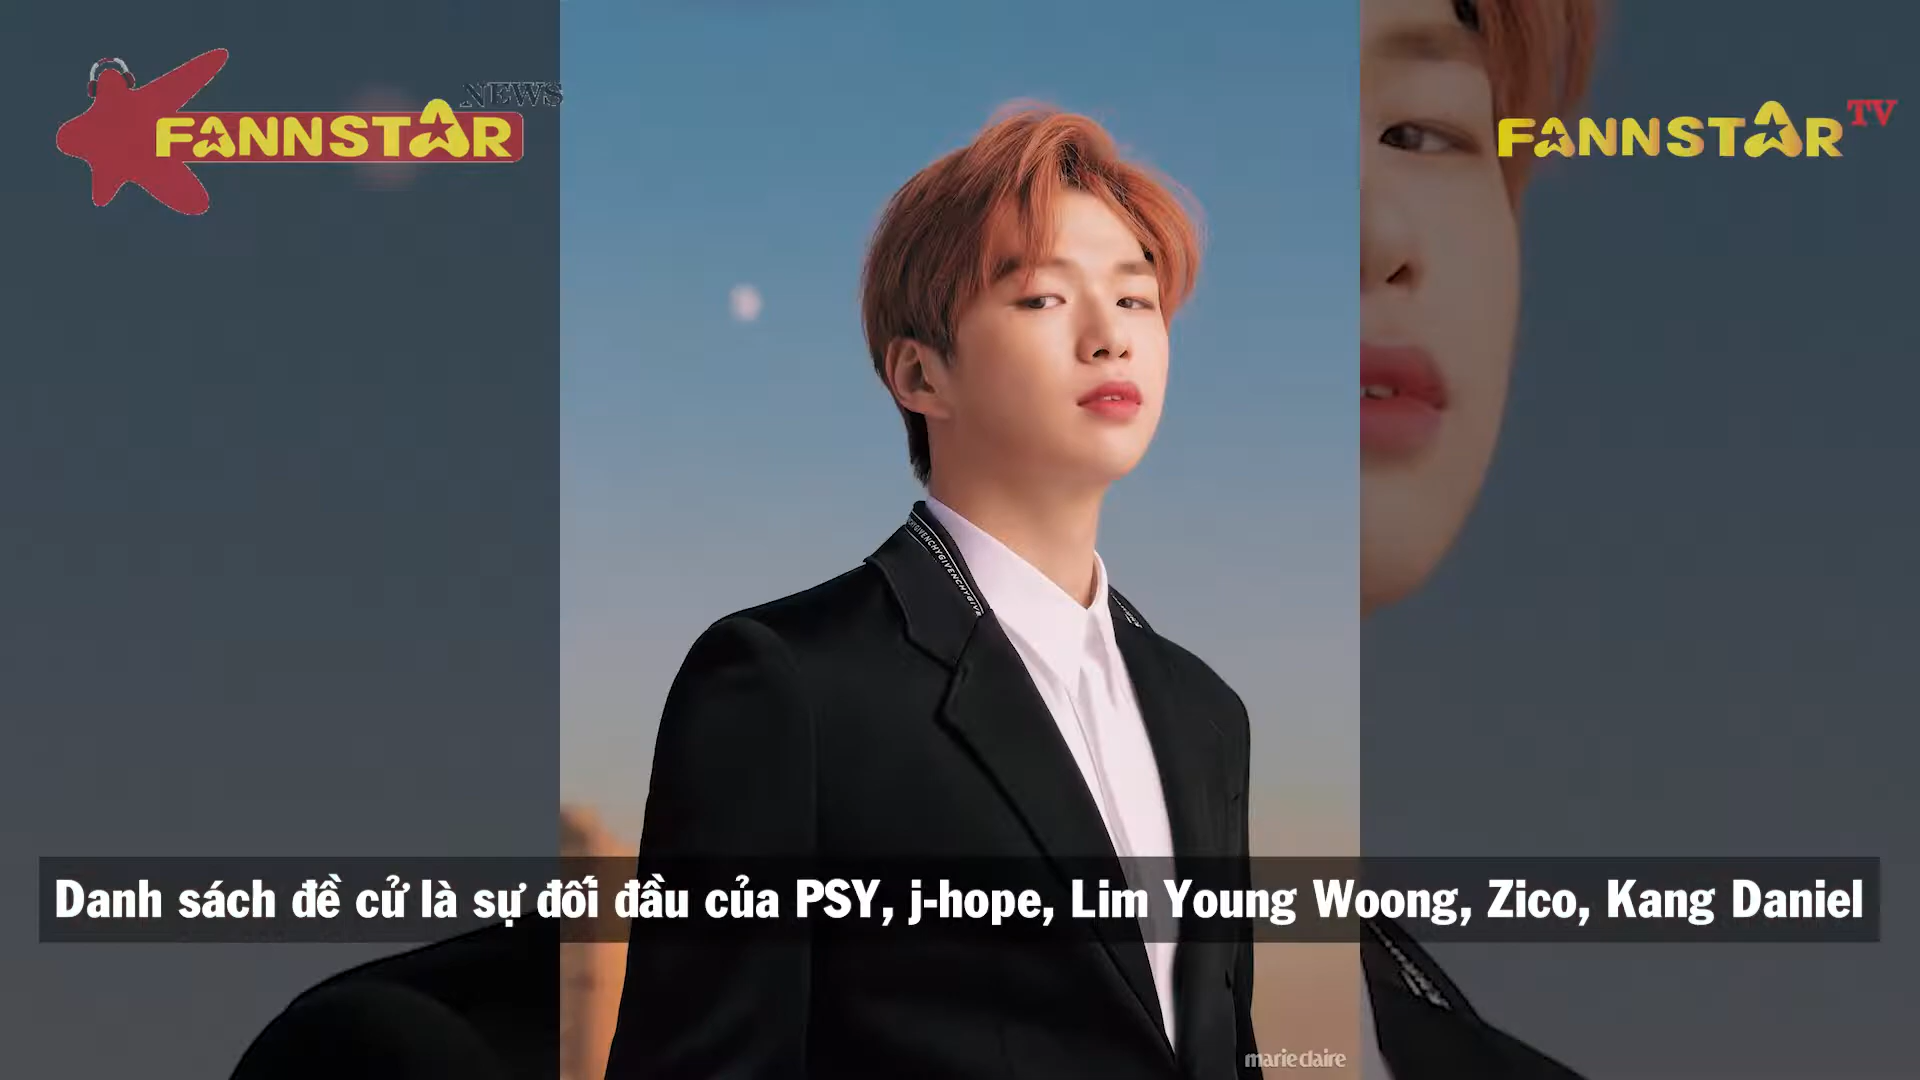 NEWS
FANNSTAR
FANNSTAR TV
GIVENCHYGIVENCHYGIVE
Danh sách đề cử là sự đối đầu của PSY, j-hope, Lim Young Woong, Zico, Kang Daniel
marie claire